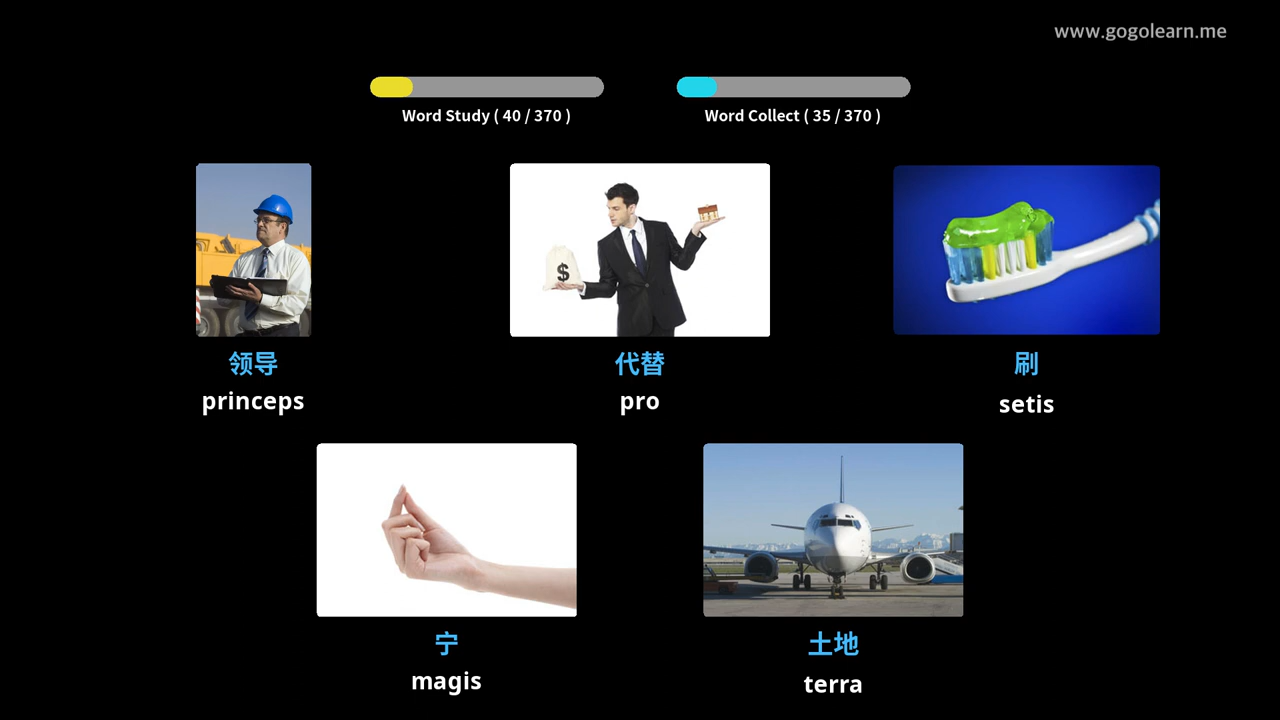 www.gogolearn.me
Word Study ( 40 / 370 )
Word Collect ( 35 / 370 )
$
领导
princeps
代替
pro
刷
setis
宁
magis
土地
terra